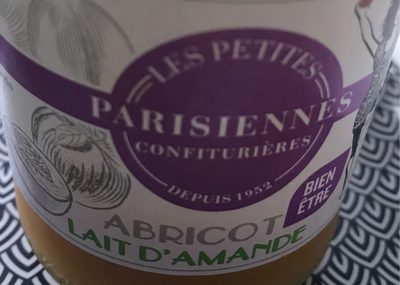 LES PETITES
PARISIENNES
CONFITURIÈRES
DEPUIS 1952
BIEN
ÊTRE
ABRICOT
LAIT D'AMANDE